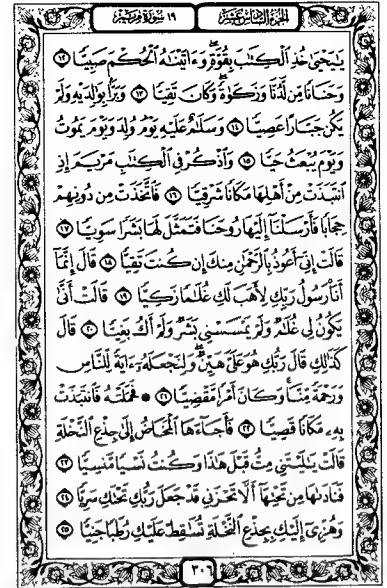 الجزء السادس عشر ١٩ سورة مريم
يَٰيَحْيَىٰ خُذِ ٱلْكِتَٰبَ بِقُوَّةٍۖ وَءَاتَيْنَٰهُ ٱلْحُكْمَ صَبِيًّا ١٢
وَحَنَانًا مِّن لَّدُنَّا وَزَكَوٰةًۖ وَكَانَ تَقِيًّا ١٣ وَبَرًّۢا بِوَٰلِدَيْهِ وَلَمْ
يَكُن جَبَّارًا عَصِيًّا ١٤ وَسَلَٰمٌ عَلَيْهِ يَوْمَ وُلِدَ وَيَوْمَ يَمُوتُ
وَيَوْمَ يُبْعَثُ حَيًّا ١٥ وَٱذْكُرْ فِى ٱلْكِتَٰبِ مَرْيَمَ إِذِ
ٱنتَبَذَتْ مِنْ أَهْلِهَا مَكَانًا شَرْقِيًّا ١٦ فَٱتَّخَذَتْ مِن دُونِهِمْ
حِجَابًا فَأَرْسَلْنَآ إِلَيْهَا رُوحَنَا فَتَمَثَّلَ لَهَا بَشَرًا سَوِيًّا ١٧
قَالَتْ إِنِّىٓ أَعُوذُ بِٱلرَّحْمَٰنِ مِنكَ إِن كُنتَ تَقِيًّا ١٨ قَالَ إِنَّمَآ
أَنَا۠ رَسُولُ رَبِّكِ لِأَهَبَ لَكِ غُلَٰمًا زَكِيًّا ١٩ قَالَتْ أَنَّىٰ
يَكُونُ لِى غُلَٰمٌ وَلَمْ يَمْسَسْنِى بَشَرٌ وَلَمْ أَكُ بَغِيًّا ٢٠ قَالَ
كَذَٰلِكِ قَالَ رَبُّكِ هُوَ عَلَىَّ هَيِّنٌۖ وَلِنَجْعَلَهُۥٓ ءَايَةً لِّلنَّاسِ
وَرَحْمَةً مِّنَّاۚ وَكَانَ أَمْرًا مَّقْضِيًّا ٢١ ۞ فَحَمَلَتْهُ فَٱنتَبَذَتْ
بِهِۦ مَكَانًا قَصِيًّا ٢٢ فَأَجَآءَهَا ٱلْمَخَاضُ إِلَىٰ جِذْعِ ٱلنَّخْلَةِ
قَالَتْ يَٰلَيْتَنِى مِتُّ قَبْلَ هَٰذَا وَكُنتُ نَسْيًا مَّنسِيًّا ٢٣
فَنَادَىٰهَا مِن تَحْتِهَآ أَلَّا تَحْزَنِى قَدْ جَعَلَ رَبُّكِ تَحْتَكِ سَرِيًّا ٢٤
وَهُزِّىٓ إِلَيْكِ بِجِذْعِ ٱلنَّخْلَةِ تُسَٰقِطْ عَلَيْكِ رُطَبًا جَنِيًّا ٢٥
٣٠٦